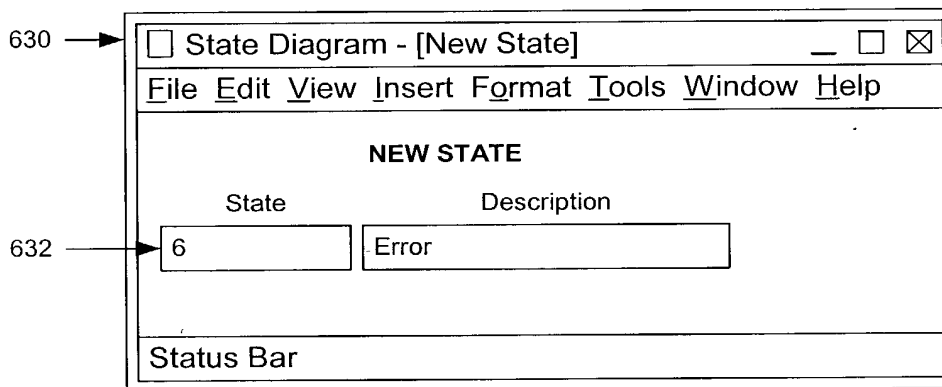 630
State Diagram - [New State]
File Edit View Insert Format Tools Window Help
NEW STATE
State Description
632 6 Error
Status Bar